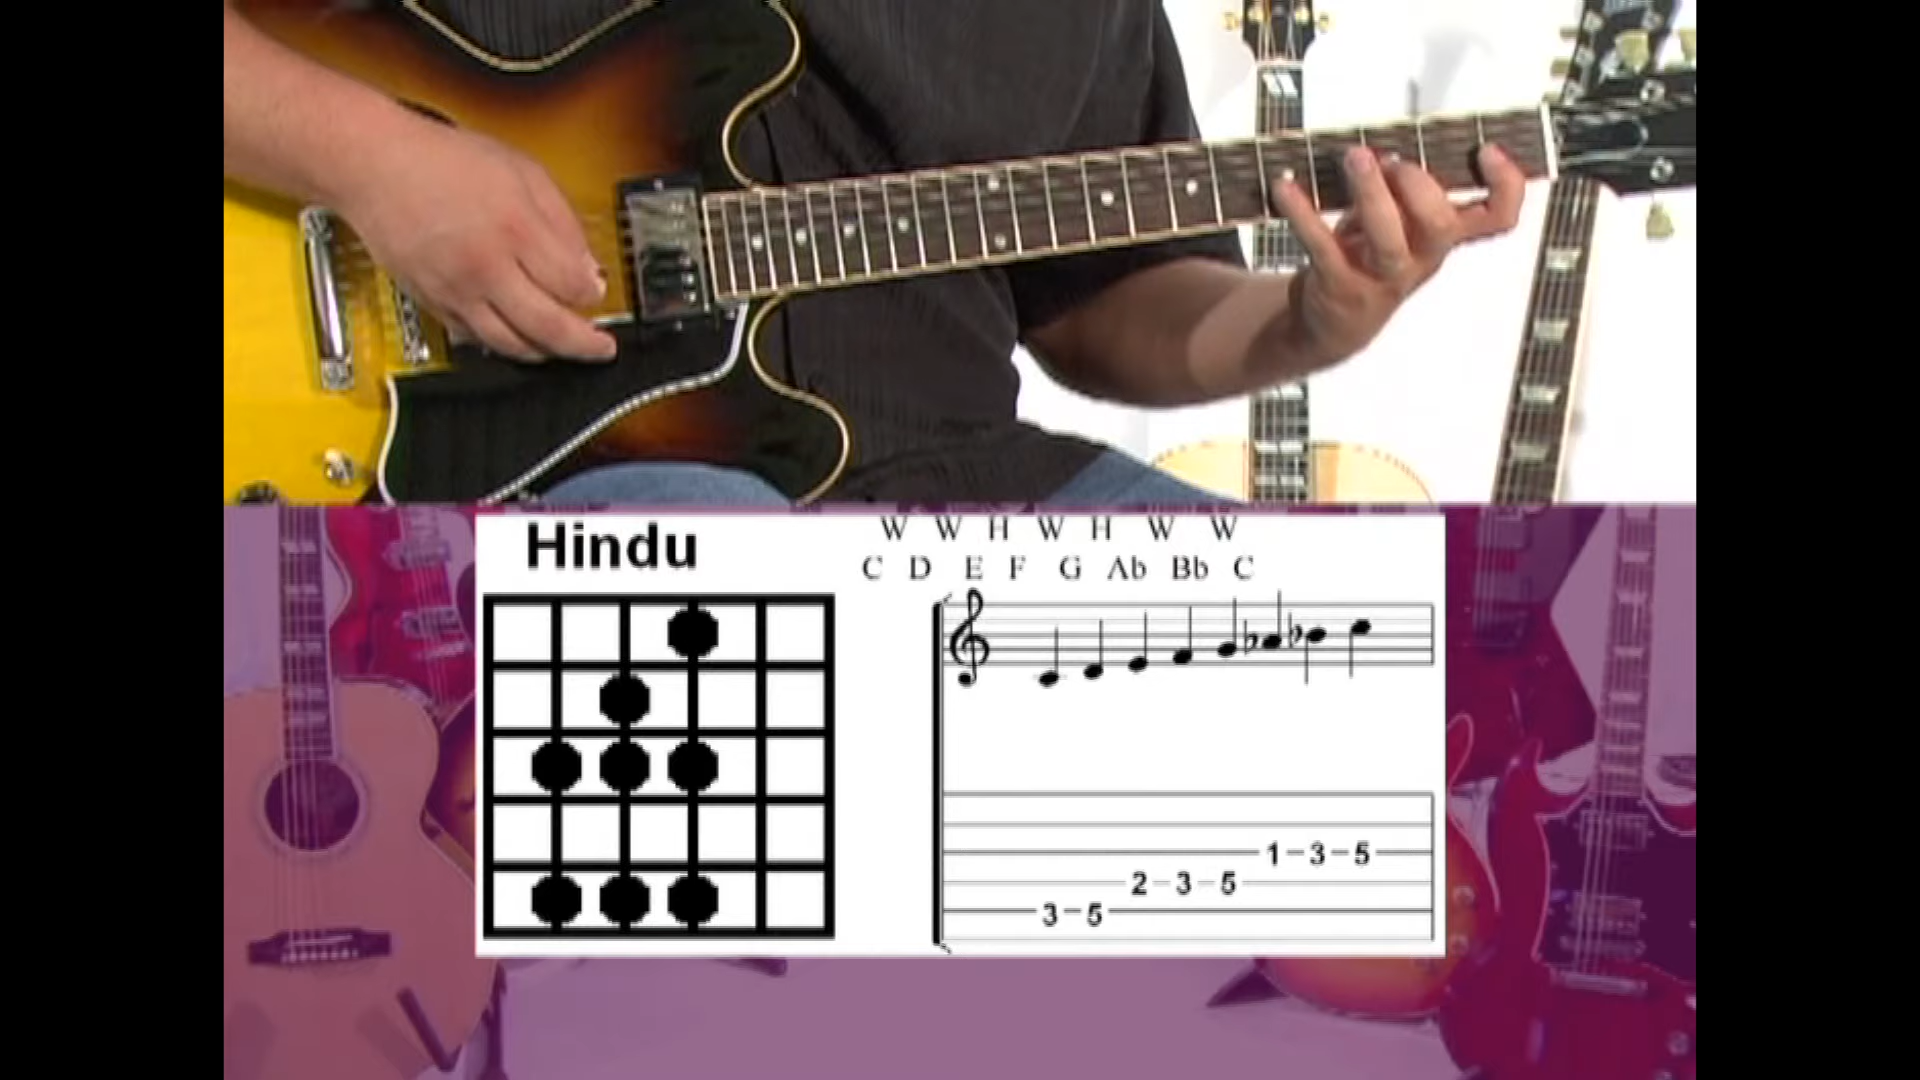 Hindu
W W H W H W W
C D E F G Ab Bb C
1 3 5
2 3 5
3 5